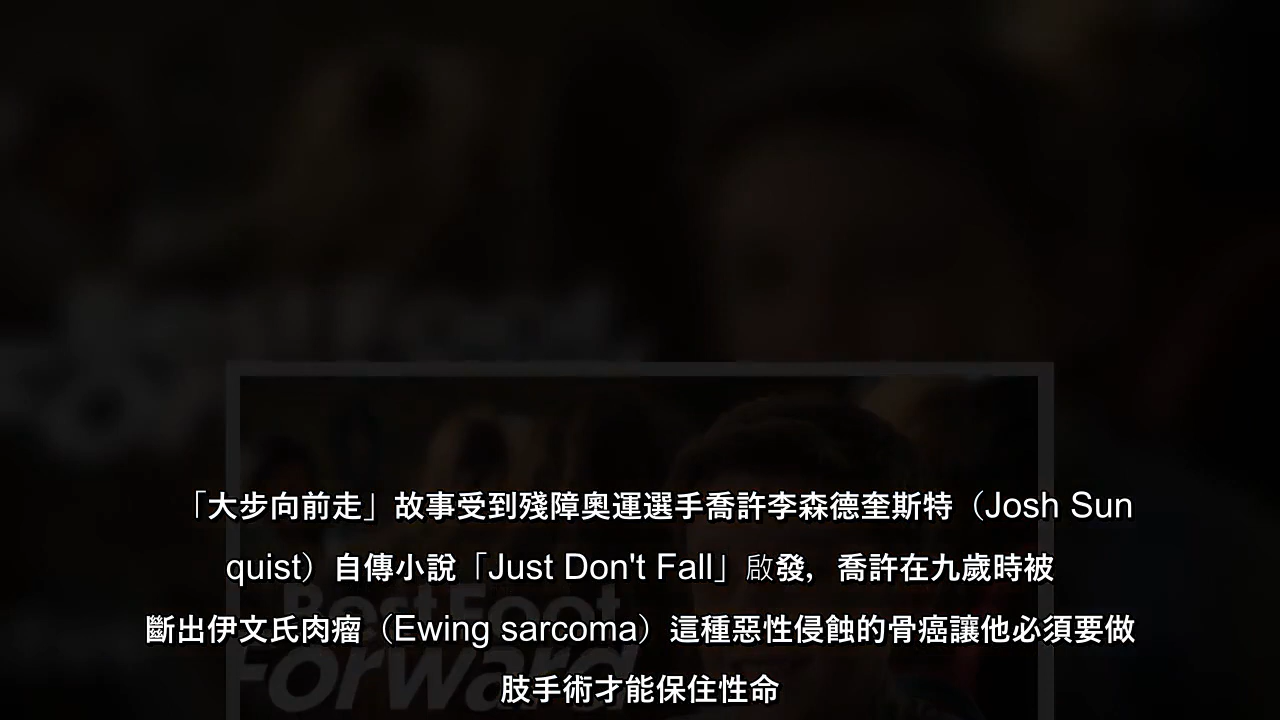 「大步向前走」故事受到殘障奧運選手喬許李森德奎斯特（Josh Sun
quist）自傳小說「Just Don't Fall」啟發，喬許在九歲時被
斷出伊文氏肉瘤（Ewing sarcoma）這種惡性侵蝕的骨癌讓他必須要做
Best Foot
肢手術才能保住性命
Forward